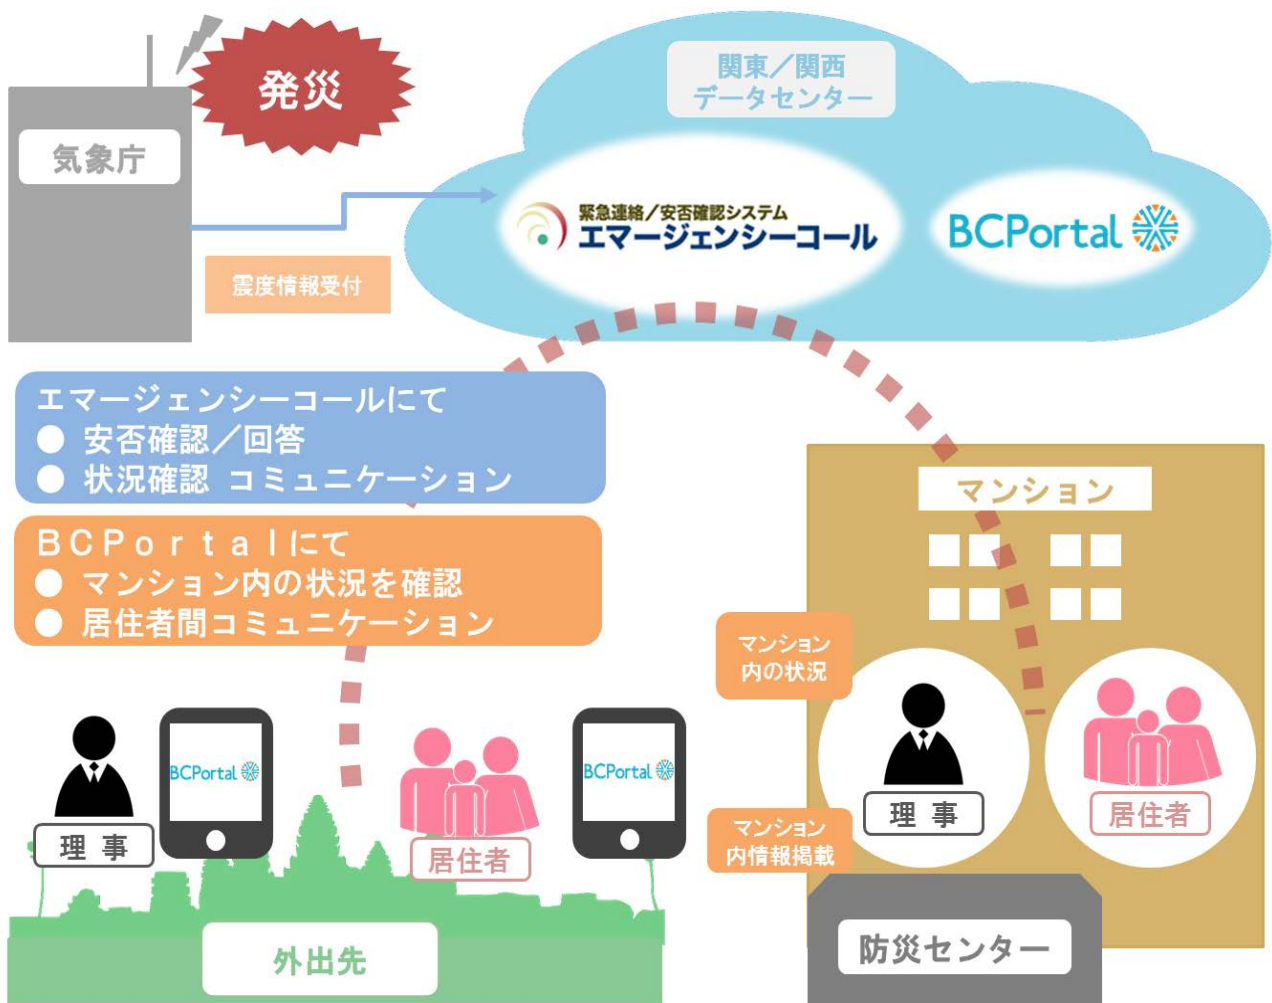 発災
気象庁
震度情報受付
関東／関西
データセンター
緊急連絡／安否確認システム
エマージェンシーコール
BCPortal
エマージェンシーコールにて
● 安否確認／回答
● 状況確認 コミュニケーション
ＢＣＰｏｒｔａｌにて
● マンション内の状況を確認
● 居住者間コミュニケーション
マンション
マンション
内の状況
理 事
居住者
マンション
内情報掲載
防災センター
BCPortal
理 事
居住者
BCPortal
外出先